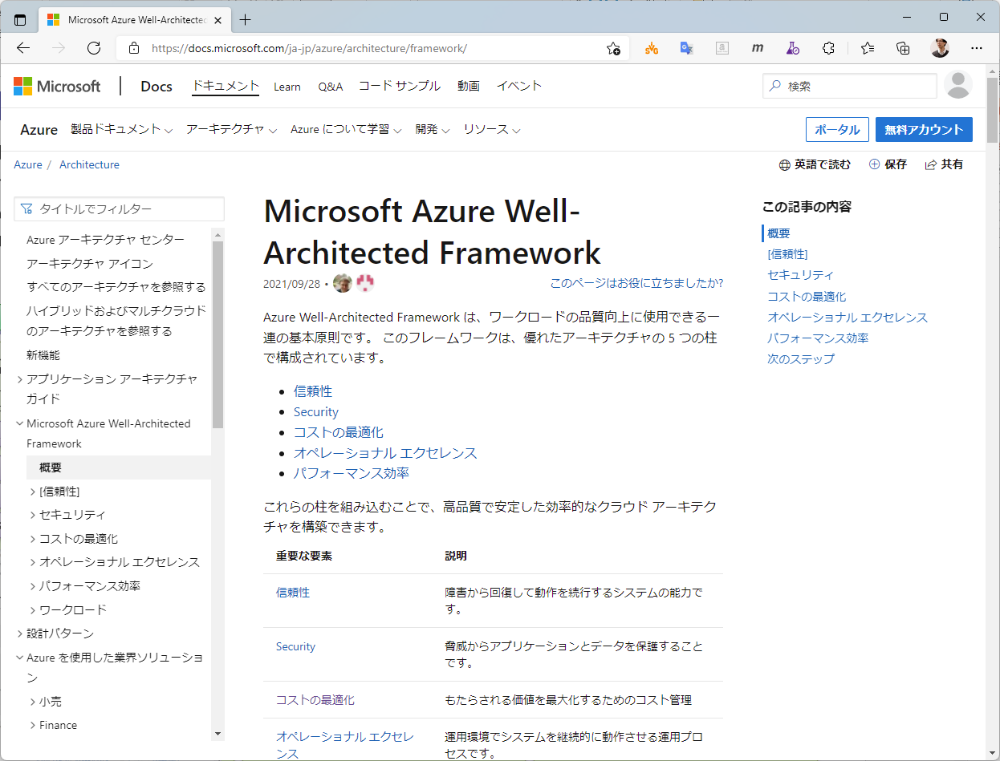 Microsoft Azure Well-Architected
https://docs.microsoft.com/ja-jp/azure/architecture/framework/
Microsoft
Docs
ドキュメント
Learn
Q&A
コード サンプル
動画
イベント
検索
Azure
製品ドキュメント
アーキテクチャ
Azure について学習
開発
リソース
ポータル
無料アカウント
Azure / Architecture
英語で読む
保存
共有
タイトルでフィルター
Azure アーキテクチャ センター
アーキテクチャ アイコン
すべてのアーキテクチャを参照する
ハイブリッドおよびマルチクラウド
のアーキテクチャを参照する
新機能
アプリケーション アーキテクチャ
ガイド
Microsoft Azure Well-Architected
Framework
概要
[信頼性]
セキュリティ
コストの最適化
オペレーショナル エクセレンス
パフォーマンス効率
ワークロード
設計パターン
Azure を使用した業界ソリューショ
ン
小売
Finance
Microsoft Azure Well-
Architected Framework
2021/09/28 •
このページはお役に立ちましたか?
Azure Well-Architected Framework は、ワークロードの品質向上に使用できる一
連の基本原則です。 このフレームワークは、優れたアーキテクチャの 5 つの柱
で構成されています。
• 信頼性
• Security
• コストの最適化
• オペレーショナル エクセレンス
• パフォーマンス効率
これらの柱を組み込むことで、高品質で安定した効率的なクラウド アーキテク
チャを構築できます。
重要な要素
説明
信頼性
障害から回復して動作を続行するシステムの能力で
す。
Security
脅威からアプリケーションとデータを保護すること
です。
コストの最適化
もたらされる価値を最大化するためのコスト管理
オペレーショナル エクセレ
ンス
運用環境でシステムを継続的に動作させる運用プロ
セスです。
この記事の内容
概要
[信頼性]
セキュリティ
コストの最適化
オペレーショナル エクセレンス
パフォーマンス効率
次のステップ